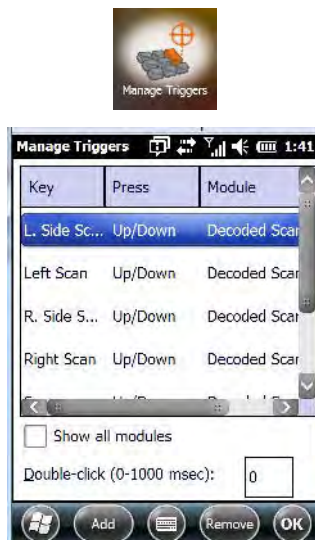 Manage Triggers
Manage Triggers 1:41
Key Press Module
L. Side Sc... Up/Down Decoded Scar
Left Scan Up/Down Decoded Scar
R. Side S... Up/Down Decoded Scar
Right Scan Up/Down Decoded Scar
Show all modules
Double-click (0-1000 msec): 0
Add Remove OK